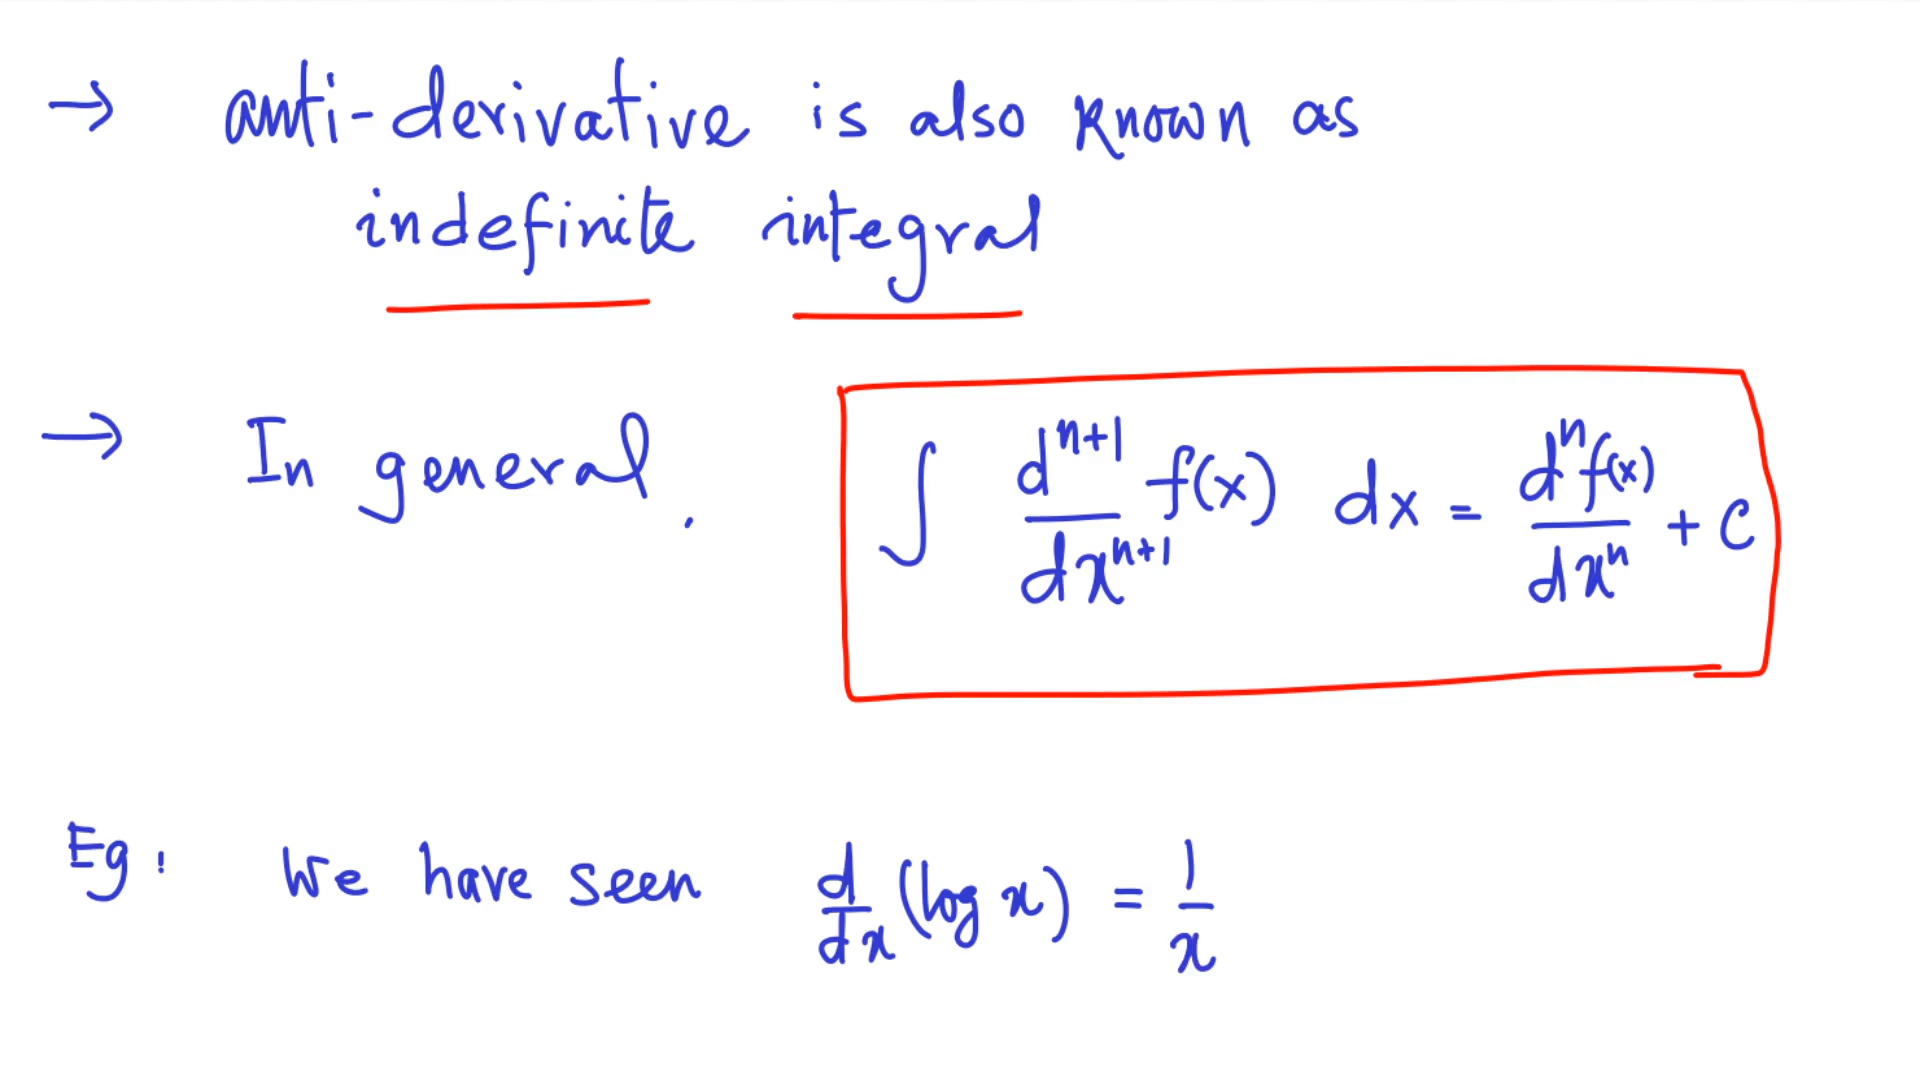 → anti-derivative is also known as
indefinite integral
→ In general, ∫ d^{n+1}/dx^{n+1} f(x) dx = d^n f(x)/dx^n + c
Eg: We have seen d/dx (log x) = 1/x